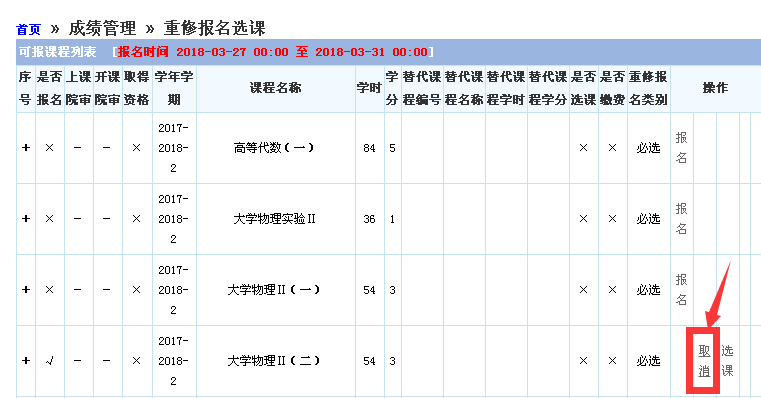 首页 » 成绩管理 » 重修报名选课
可报课程列表 [报名时间 2018-03-27 00:00 至 2018-03-31 00:00]
序号 是否报名 上课院审 开课院审 取得资格 学年学期 课程名称 学时 学分 替代课程编号 替代课程名称 替代课程学时 替代课程学分 是否选课 是否缴费 重修报名类别 操作
+ × － － × 2017-2018-2 高等代数(一) 84 5 × × 必选 报名
+ × － － × 2017-2018-2 大学物理实验Ⅱ 36 1 × × 必选 报名
+ × － － × 2017-2018-2 大学物理Ⅱ(一) 54 3 × × 必选 报名
+ √ － － × 2017-2018-2 大学物理Ⅱ(二) 54 3 × × 必选 取消 选课